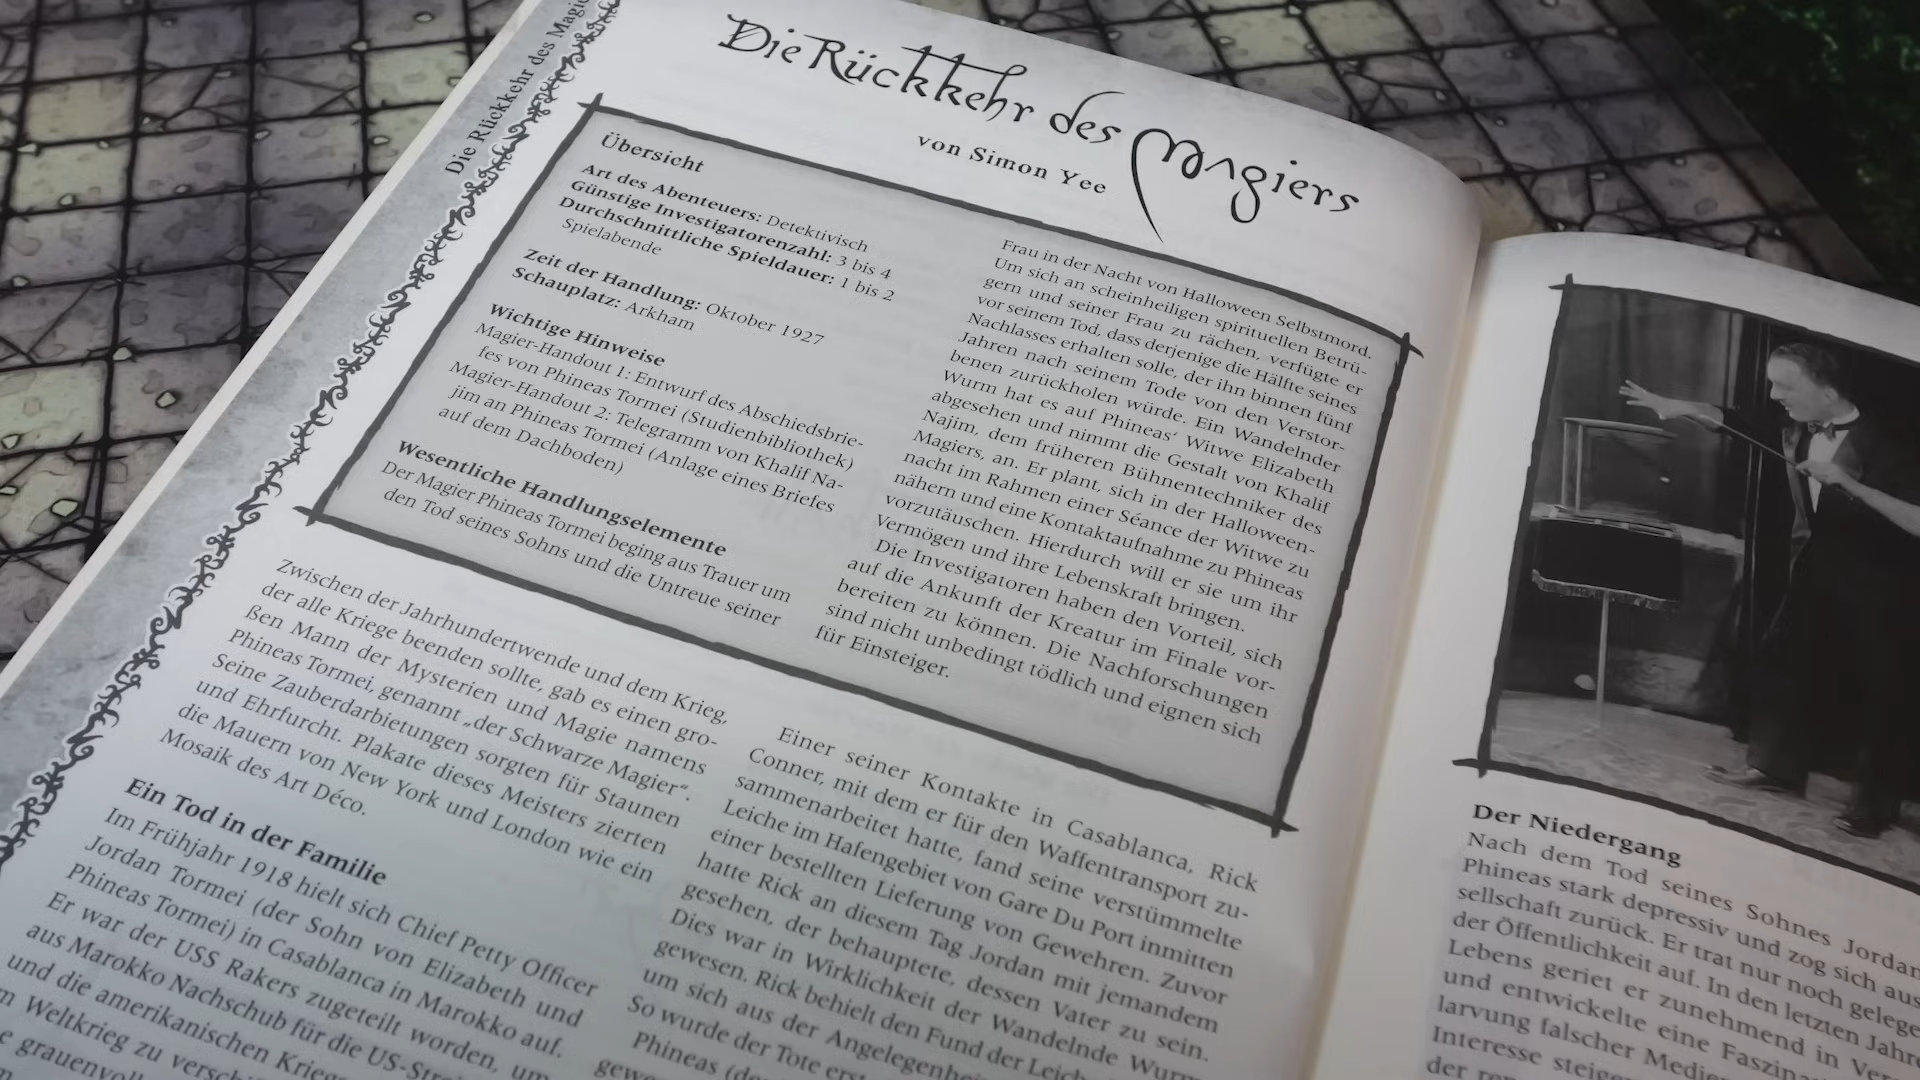 Die Rückkehr des Magiers
von Simon Yee
Die Rückkehr des Magie
Übersicht
Art des Abenteuers: Detektivisch
Günstige Investigatorenzahl: 3 bis 4
Durchschnittliche Spieldauer: 1 bis 2
Spielabende
Zeit der Handlung: Oktober 1927
Schauplatz: Arkham
Wichtige Hinweise
Magier-Handout 1: Entwurf des Abschiedsbrie-
fes von Phineas Tormei (Studienbibliothek)
Magier-Handout 2: Telegramm von Khalif Na-
jim an Phineas Tormei (Anlage eines Briefes
auf dem Dachboden)
Wesentliche Handlungselemente
Der Magier Phineas Tormei beging aus Trauer um
den Tod seines Sohns und die Untreue seiner
Frau in der Nacht von Halloween Selbstmord.
Um sich an scheinheiligen spirituellen Betrü-
gern und seiner Frau zu rächen, verfügte er
vor seinem Tod, dass derjenige die Hälfte seines
Nachlasses erhalten solle, der ihn binnen fünf
Jahren nach seinem Tode von den Verstor-
benen zurückholen würde. Ein Wandelnder
Wurm hat es auf Phineas' Witwe Elizabeth
abgesehen und nimmt die Gestalt von Khalif
Najim, dem früheren Bühnentechniker des
Magiers, an. Er plant, sich in der Halloween-
nacht im Rahmen einer Séance der Witwe zu
nähern und eine Kontaktaufnahme zu Phineas
vorzutäuschen. Hierdurch will er sie um ihr
Vermögen und ihre Lebenskraft bringen.
Die Investigatoren haben den Vorteil, sich
auf die Ankunft der Kreatur im Finale vor-
bereiten zu können. Die Nachforschungen
sind nicht unbedingt tödlich und eignen sich
für Einsteiger.
Zwischen der Jahrhundertwende und dem Krieg,
der alle Kriege beenden sollte, gab es einen gro-
ßen Mann der Mysterien und Magie namens
Phineas Tormei, genannt „der Schwarze Magier“.
Seine Zauberdarbietungen sorgten für Staunen
und Ehrfurcht. Plakate dieses Meisters zierten
die Mauern von New York und London wie ein
Mosaik des Art Déco.
Ein Tod in der Familie
Im Frühjahr 1918 hielt sich Chief Petty Officer
Jordan Tormei (der Sohn von Elizabeth und
Phineas Tormei) in Casablanca in Marokko auf.
Er war der USS Rakers zugeteilt worden, um
aus Marokko Nachschub für die US-Strei
und die amerikanischen Kriegs
Weltkrieg zu versch
grauenvoll
Einer seiner Kontakte in Casablanca, Rick
Conner, mit dem er für den Waffentransport zu-
sammenarbeitet hatte, fand seine verstümmelte
Leiche im Hafengebiet von Gare Du Port inmitten
einer bestellten Lieferung von Gewehren. Zuvor
hatte Rick an diesem Tag Jordan mit jemandem
gesehen, der behauptete, dessen Vater zu sein.
Dies war in Wirklichkeit der Wandelnde Wurm
gewesen. Rick behielt den Fund der Leich
um sich aus der Angelegenhei
So wurde der Tote erst
Phineas (de
gewe
Der Niedergang
Nach dem Tod seines Sohnes Jordan
Phineas stark depressiv und zog sich aus
sellschaft zurück. Er trat nur noch gelege
der Öffentlichkeit auf. In den letzten Jahre
Lebens geriet er zunehmend in Ver
und entwickelte eine Faszina
larvung falscher Medien
Interesse steige
der